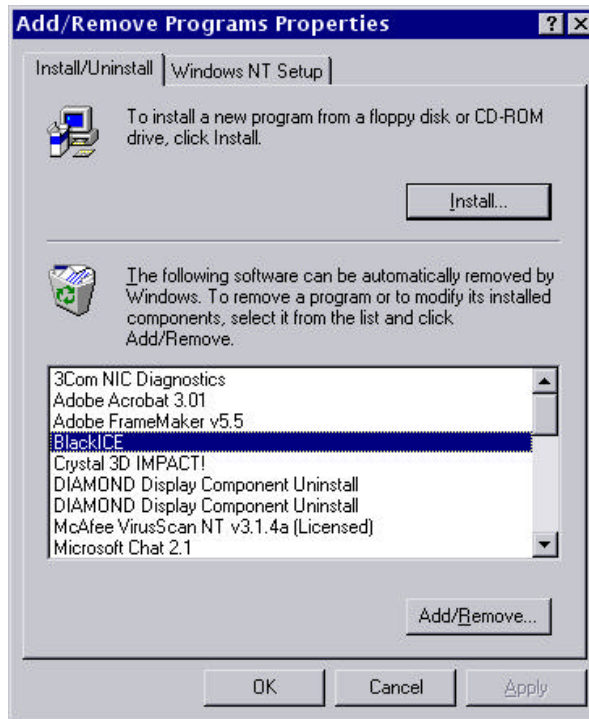 Add/Remove Programs Properties
Install/Uninstall
Windows NT Setup
To install a new program from a floppy disk or CD-ROM
drive, click Install.
Install...
The following software can be automatically removed by
Windows. To remove a program or to modify its installed
components, select it from the list and click
Add/Remove.
3Com NIC Diagnostics
Adobe Acrobat 3.01
Adobe FrameMaker v5.5
BlackICE
Crystal 3D IMPACT!
DIAMOND Display Component Uninstall
DIAMOND Display Component Uninstall
McAfee VirusScan NT v3.1.4a (Licensed)
Microsoft Chat 2.1
Add/Remove...
OK
Cancel
Apply